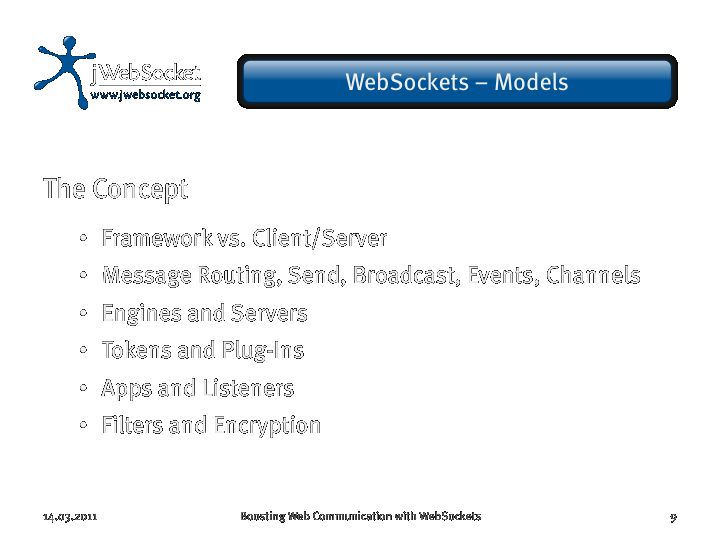 jWebSocket
www.jwebsocket.org
WebSockets – Models
The Concept
• Framework vs. Client/Server
• Message Routing, Send, Broadcast, Events, Channels
• Engines and Servers
• Tokens and Plug-Ins
• Apps and Listeners
• Filters and Encryption
14.03.2011 Boosting Web Communication with WebSockets 9